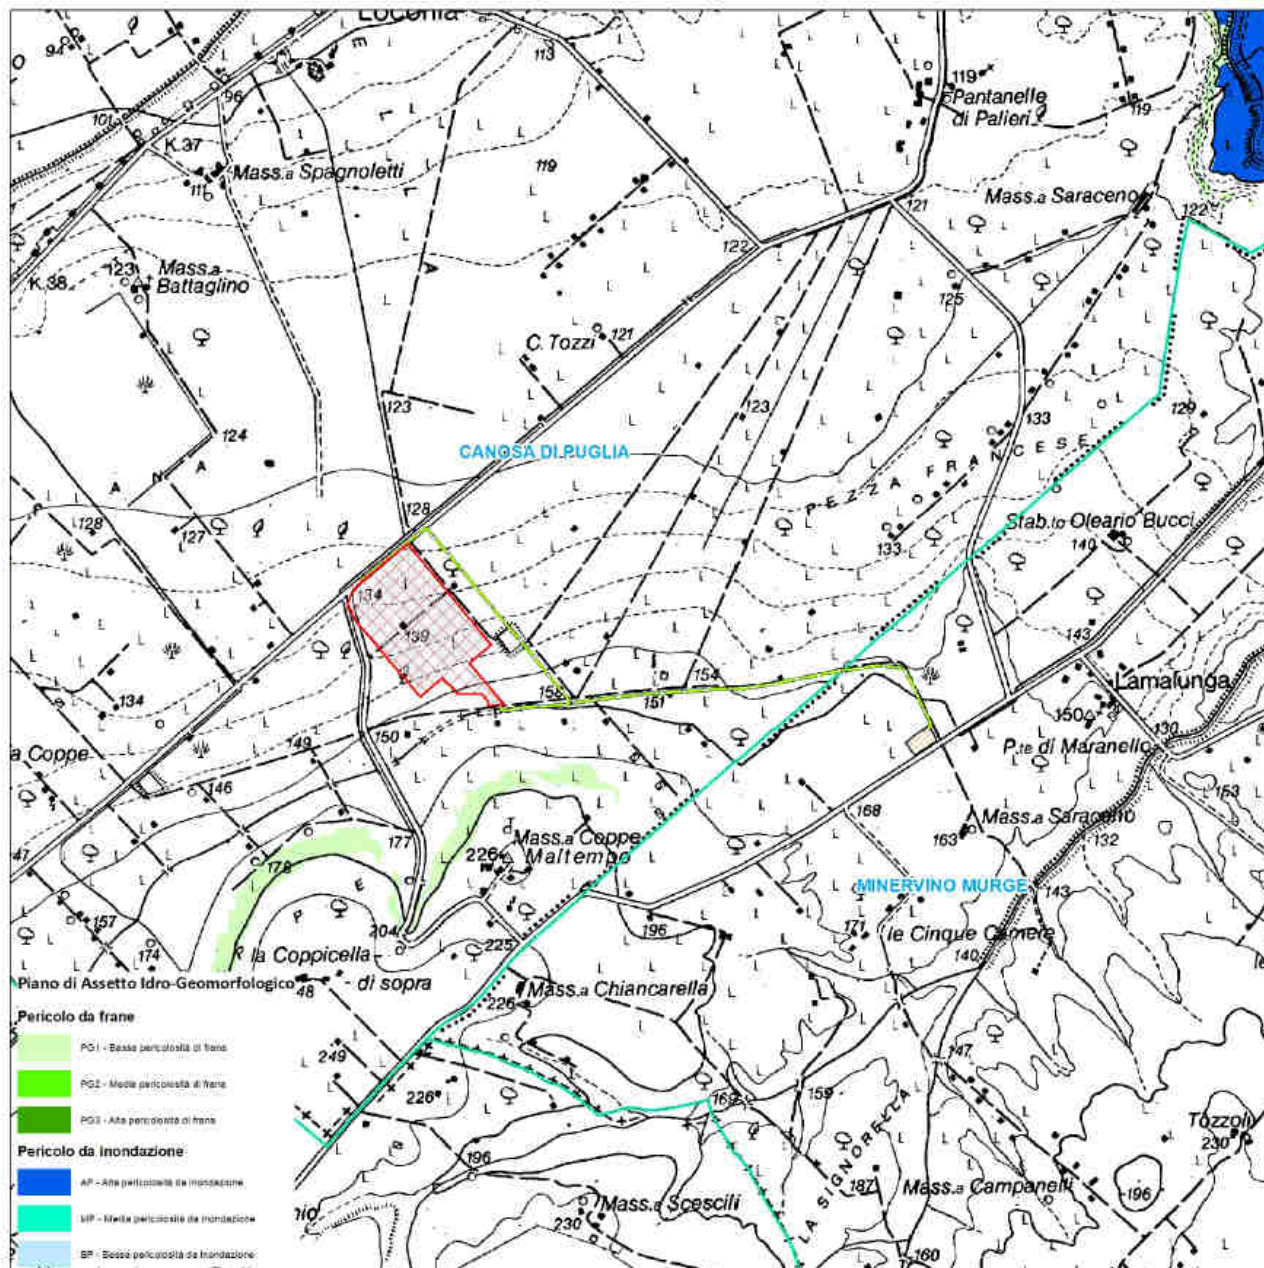 Loconia
94
113
96
119
Pantanelle
di Palieri
101
119
K.37
Mass.a Spagnoletti
111
119
Mass.a Saraceno
121
122
122
123
Mass.a
Battaglino
K.38
125
C. Tozzi
121
123
123
133
129
124
CANOSA DI PUGLIA
PEZZA FRANCESE
128
128
127
Stab.to Oleario Bucci
140
133
134
139
143
134
158
151
154
Lamalunga
150
150
130
149
P.te di Maranello
a Coppe
146
153
168
Mass.a Saraceno
163
132
177
Mass.a Coppe
226
Maltempo
47
178
MINERVINO MURGE
143
157
204
225
196
171
le Cinque Camere
174
la Coppicella
di sopra
140
Piano di Assetto Idro-Geomorfologico
48
226
Mass.a Chiancarella
Pericolo da frane
PG1 - Bassa pericolosità di frana
249
147
PG2 - Media pericolosità di frana
226
169
159
PG3 - Alta pericolosità di frana
LA SIGNORELLA
Tozzoli
230
Pericolo da inondazione
196
AP - Alta pericolosità da inondazione
187
Mass.a Campanelli
196
Mass.a Scescili
230
MP - Media pericolosità da inondazione
BP - Bassa pericolosità da inondazione
160